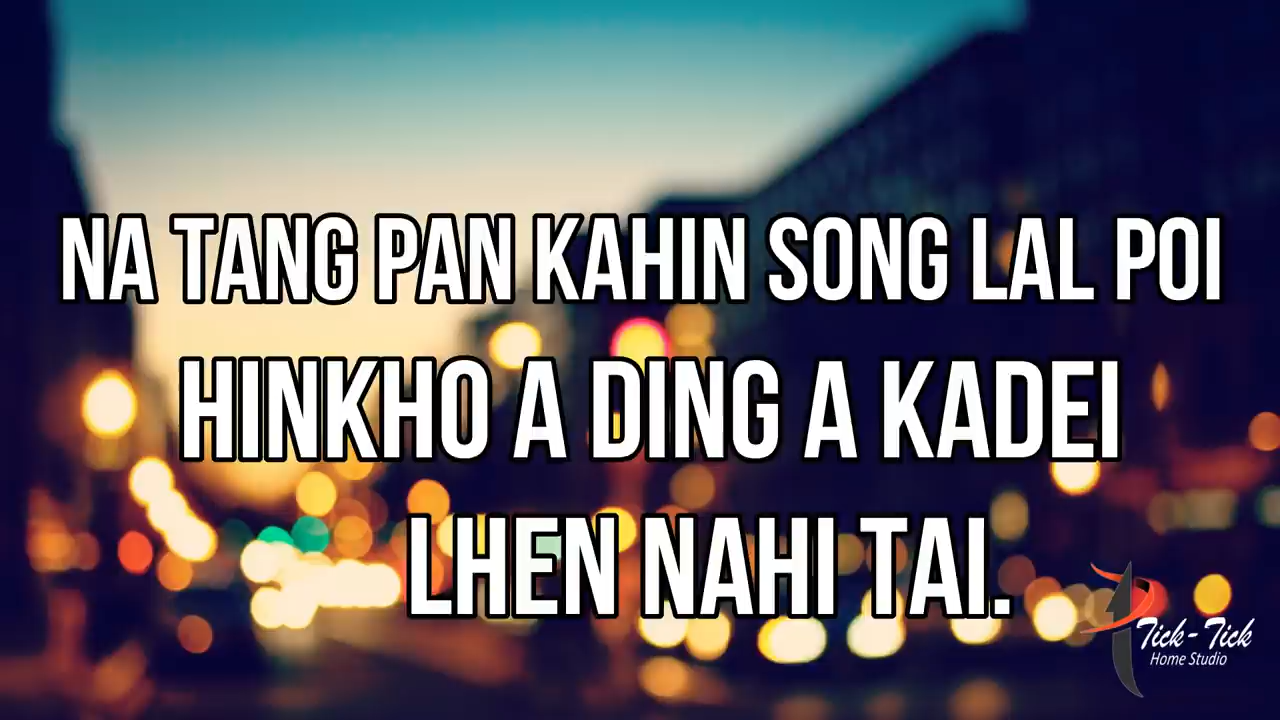 NA TANG PAN KAHIN SONG LAL POI
HINKHO A DING A KADEI
LHEN NAHI TAI.
Tick-Tick
Home Studio